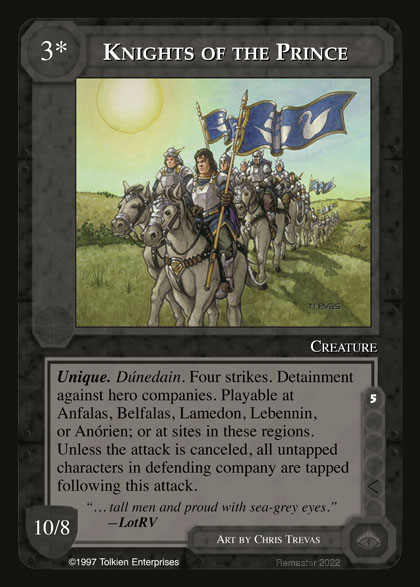 3*
KNIGHTS OF THE PRINCE
TREVAS
CREATURE
Unique. Dúnedain. Four strikes. Detainment
against hero companies. Playable at
Anfalas, Belfalas, Lamedon, Lebennin,
or Anórien; or at sites in these regions.
Unless the attack is canceled, all untapped
characters in defending company are tapped
following this attack.
“… tall men and proud with sea-grey eyes.”
—LotRV
5
10/8
ART BY CHRIS TREVAS
©1997 Tolkien Enterprises
Remaster 2022